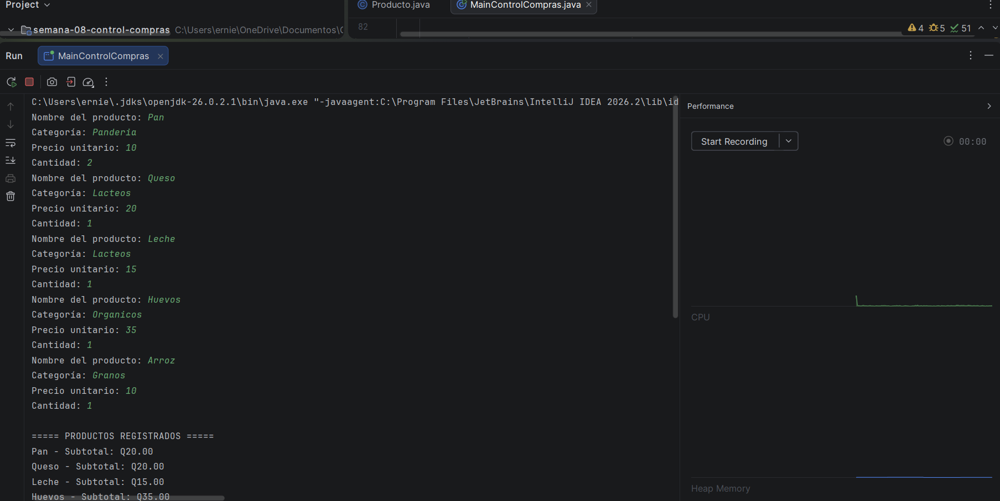 Project
Producto.java
MainControlCompras.java
semana-08-control-compras C:\Users\ernie\OneDrive\Documentos\
82
4 5 51
Run
MainControlCompras
C:\Users\ernie\.jdks\openjdk-26.0.2.1\bin\java.exe "-javaagent:C:\Program Files\JetBrains\IntelliJ IDEA 2026.2\lib\id
Nombre del producto: Pan
Categoría: Panderia
Precio unitario: 10
Cantidad: 2
Nombre del producto: Queso
Categoría: Lacteos
Precio unitario: 20
Cantidad: 1
Nombre del producto: Leche
Categoría: Lacteos
Precio unitario: 15
Cantidad: 1
Nombre del producto: Huevos
Categoría: Organicos
Precio unitario: 35
Cantidad: 1
Nombre del producto: Arroz
Categoría: Granos
Precio unitario: 10
Cantidad: 1
===== PRODUCTOS REGISTRADOS =====
Pan - Subtotal: Q20.00
Queso - Subtotal: Q20.00
Leche - Subtotal: Q15.00
Huevos - Subtotal: Q35.00
Performance
Start Recording
00:00
CPU
Heap Memory